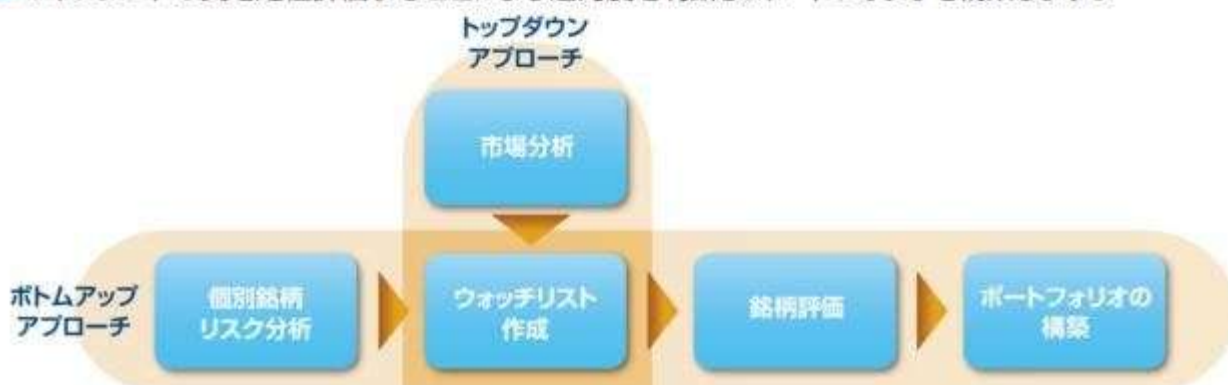 トップダウン
アプローチ
市場分析
ボトムアップ
アプローチ
個別銘柄
リスク分析
ウォッチリスト
作成
銘柄評価
ポートフォリオの
構築